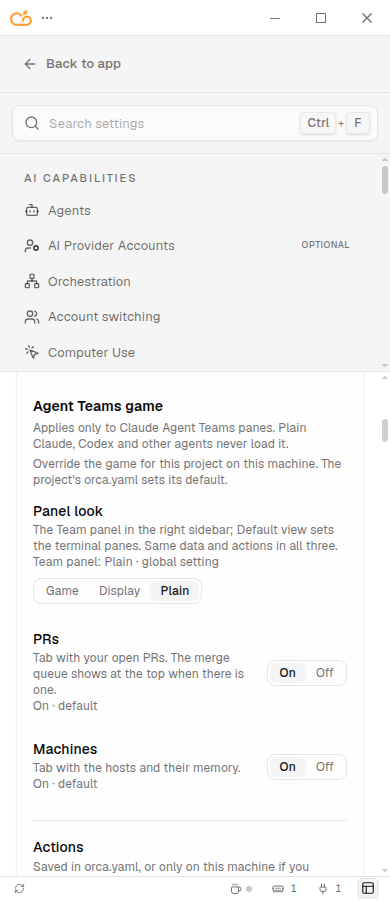 Back to app
Search settings
Ctrl + F
AI CAPABILITIES
Agents
AI Provider Accounts
OPTIONAL
Orchestration
Account switching
Computer Use
Agent Teams game
Applies only to Claude Agent Teams panes. Plain
Claude, Codex and other agents never load it.
Override the game for this project on this machine. The
project's orca.yaml sets its default.
Panel look
The Team panel in the right sidebar; Default view sets
the terminal panes. Same data and actions in all three.
Team panel: Plain · global setting
Game Display Plain
PRs
Tab with your open PRs. The merge
queue shows at the top when there is
one.
On · default
On Off
Machines
Tab with the hosts and their memory.
On · default
On Off
Actions
Saved in orca.yaml, or only on this machine if you
1 1